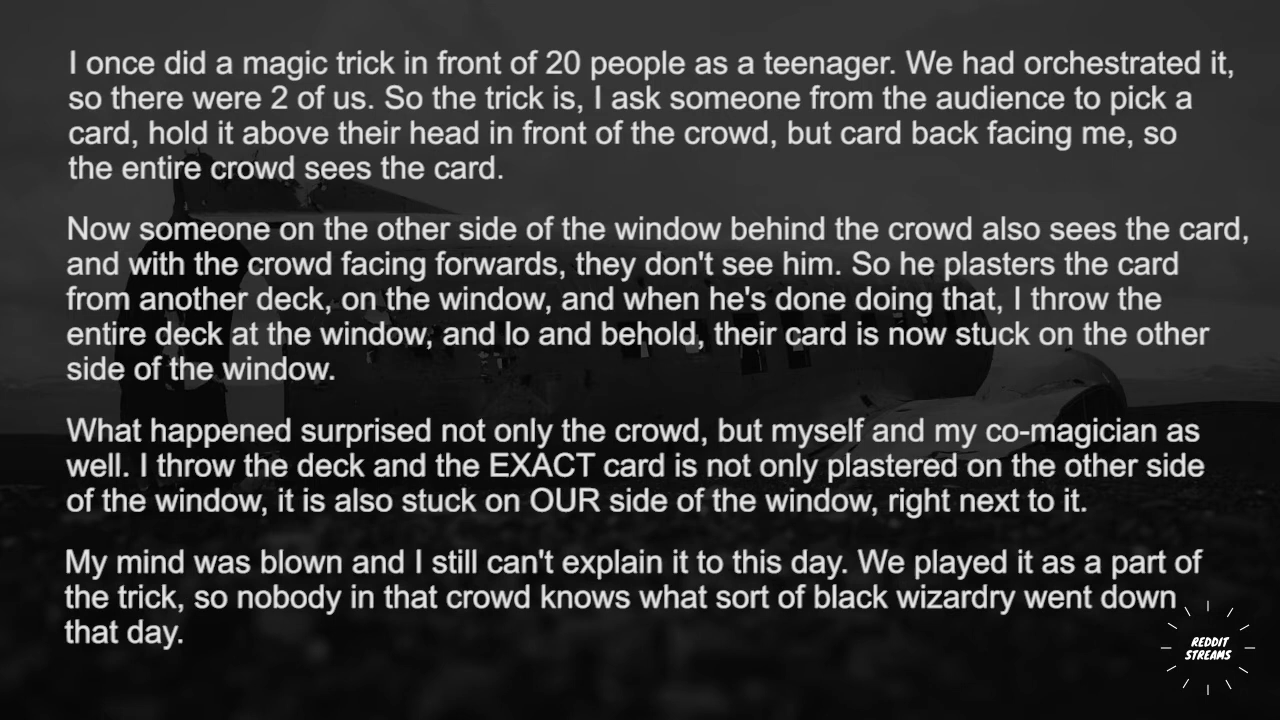 I once did a magic trick in front of 20 people as a teenager. We had orchestrated it,
so there were 2 of us. So the trick is, I ask someone from the audience to pick a
card, hold it above their head in front of the crowd, but card back facing me, so
the entire crowd sees the card.
Now someone on the other side of the window behind the crowd also sees the card,
and with the crowd facing forwards, they don't see him. So he plasters the card
from another deck, on the window, and when he's done doing that, I throw the
entire deck at the window, and lo and behold, their card is now stuck on the other
side of the window.
What happened surprised not only the crowd, but myself and my co-magician as
well. I throw the deck and the EXACT card is not only plastered on the other side
of the window, it is also stuck on OUR side of the window, right next to it.
My mind was blown and I still can't explain it to this day. We played it as a part of
the trick, so nobody in that crowd knows what sort of black wizardry went down
that day.
REDDIT
STREAMS